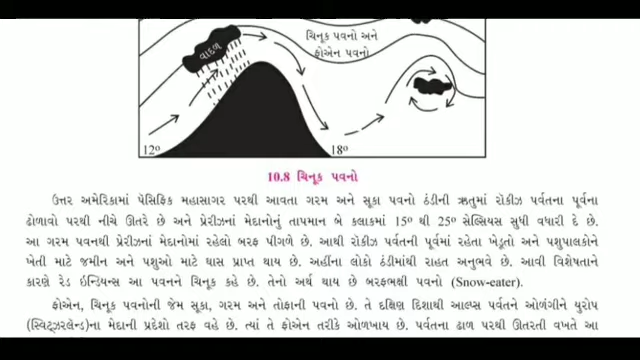 વાદળ
ચિનૂક પવનો અને
ફોએન પવનો
12°
18°
10.8 ચિનૂક પવનો
ઉત્તર અમેરિકામાં પૅસિફિક મહાસાગર પરથી આવતા ગરમ અને સૂકા પવનો ઠંડીની ઋતુમાં રૉકીઝ પર્વતના પૂર્વના
ઢોળાવો પરથી નીચે ઊતરે છે અને પ્રેરીઝનાં મેદાનોનું તાપમાન બે કલાકમાં 15° થી 25° સેલ્સિયસ સુધી વધારી દે છે.
આ ગરમ પવનથી પ્રેરીઝનાં મેદાનોમાં રહેલો બરફ પીગળે છે. આથી રૉકીઝ પર્વતની પૂર્વમાં રહેતા ખેડૂતો અને પશુપાલકોને
ખેતી માટે જમીન અને પશુઓ માટે ઘાસ પ્રાપ્ત થાય છે. અહીંના લોકો ઠંડીમાંથી રાહત અનુભવે છે. આવી વિશેષતાને
કારણે રેડ ઇન્ડિયન્સ આ પવનને ચિનૂક કહે છે. તેનો અર્થ થાય છે બરફભક્ષી પવનો (Snow-eater).
ફોએન, ચિનૂક પવનોની જેમ સૂકા, ગરમ અને તોફાની પવનો છે. તે દક્ષિણ દિશાથી આલ્પ્સ પર્વતને ઓળંગીને યુરોપ
(સ્વિટ્ઝરલૅન્ડ)ના મેદાની પ્રદેશો તરફ વહે છે. ત્યાં તે ફોએન તરીકે ઓળખાય છે. પર્વતના ઢાળ પરથી ઊતરતી વખતે આ